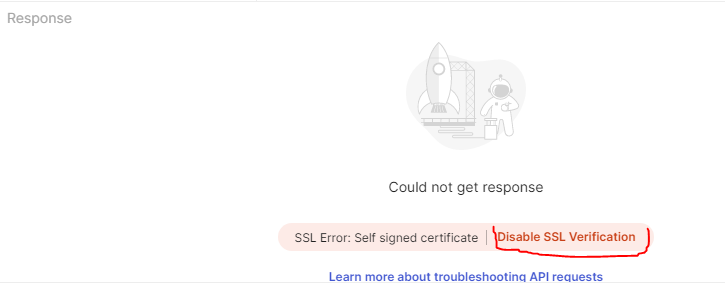 Response
Could not get response
SSL Error: Self signed certificate | Disable SSL Verification
Learn more about troubleshooting API requests